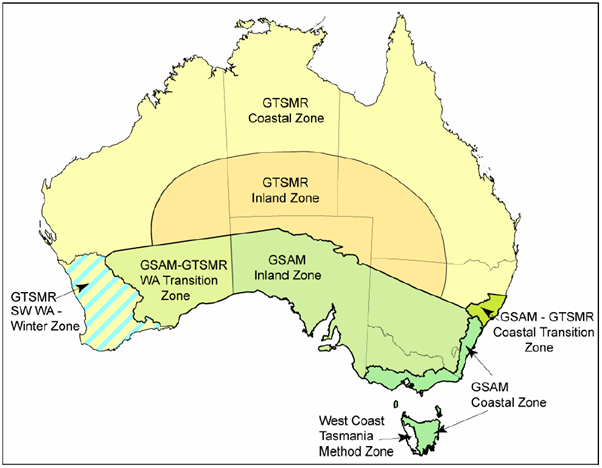 GTSMR
Coastal Zone
GTSMR
Inland Zone
GSAM-GTSMR
WA Transition
Zone
GSAM
Inland Zone
GTSMR
SW WA -
Winter Zone
GSAM - GTSMR
Coastal Transition
Zone
GSAM
Coastal Zone
West Coast
Tasmania
Method Zone